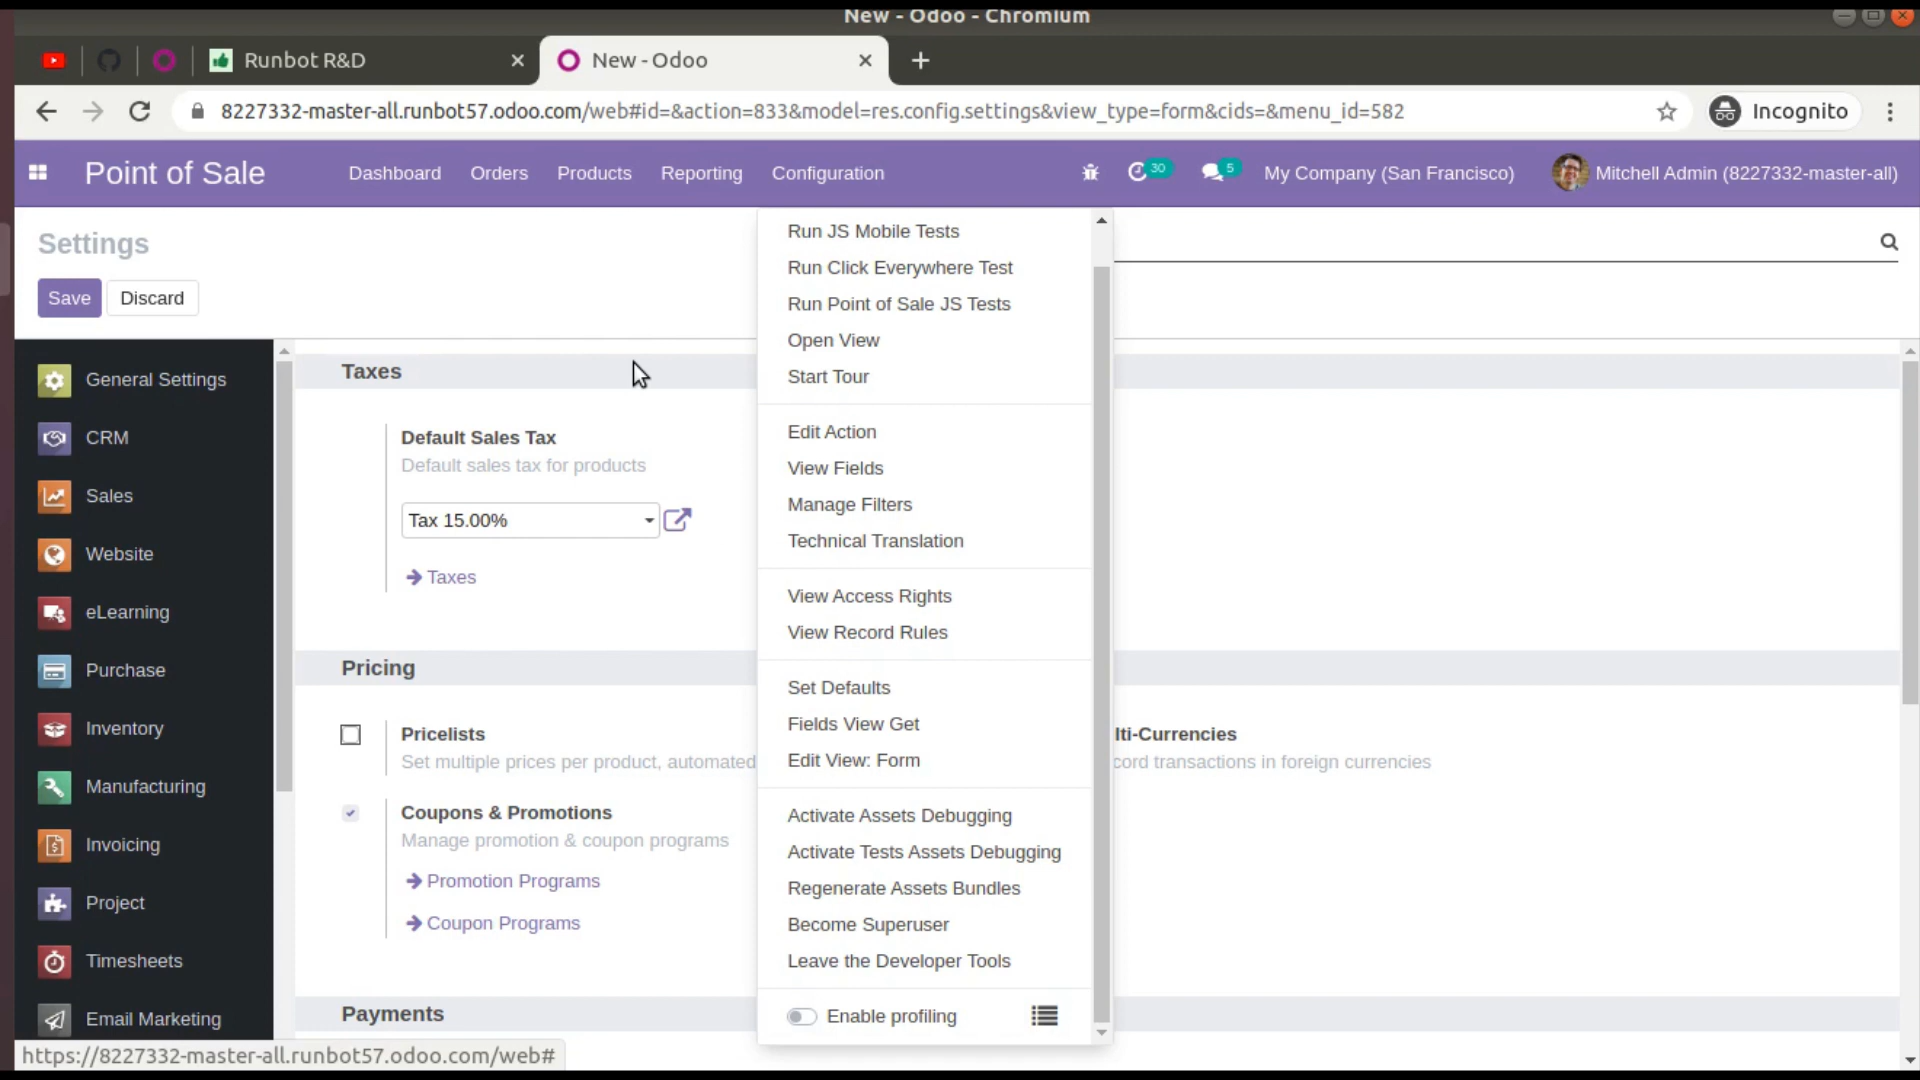 New - Odoo - Chromium
Runbot R&D
New - Odoo
8227332-master-all.runbot57.odoo.com/web#id=&action=833&model=res.config.settings&view_type=form&cids=&menu_id=582
Incognito
Point of Sale
Dashboard
Orders
Products
Reporting
Configuration
30
5
My Company (San Francisco)
Mitchell Admin (8227332-master-all)
Settings
Save
Discard
General Settings
CRM
Sales
Website
eLearning
Purchase
Inventory
Manufacturing
Invoicing
Project
Timesheets
Email Marketing
Taxes
Default Sales Tax
Default sales tax for products
Tax 15.00%
Taxes
Pricing
Pricelists
Set multiple prices per product, automated
lti-Currencies
cord transactions in foreign currencies
Coupons & Promotions
Manage promotion & coupon programs
Promotion Programs
Coupon Programs
Payments
Run JS Mobile Tests
Run Click Everywhere Test
Run Point of Sale JS Tests
Open View
Start Tour
Edit Action
View Fields
Manage Filters
Technical Translation
View Access Rights
View Record Rules
Set Defaults
Fields View Get
Edit View: Form
Activate Assets Debugging
Activate Tests Assets Debugging
Regenerate Assets Bundles
Become Superuser
Leave the Developer Tools
Enable profiling
https://8227332-master-all.runbot57.odoo.com/web#